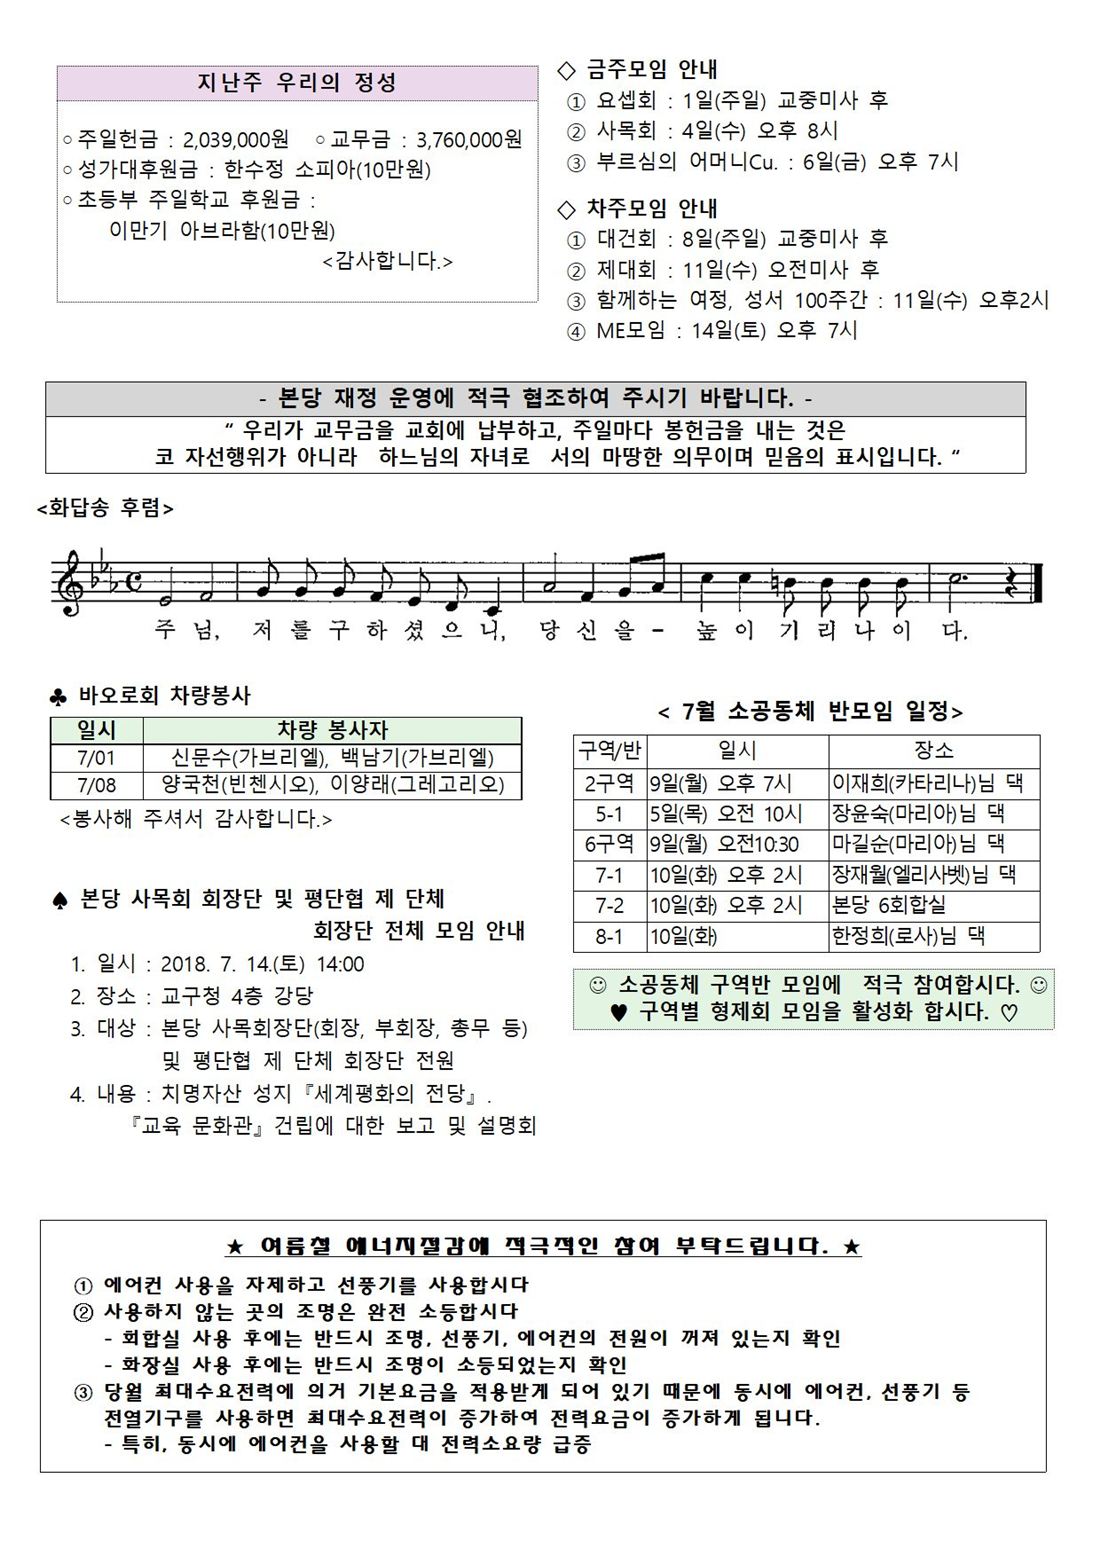 지난주 우리의 정성
○ 주일헌금 : 2,039,000원 ○ 교무금 : 3,760,000원
○ 성가대후원금 : 한수정 소피아(10만원)
○ 초등부 주일학교 후원금 :
이만기 아브라함(10만원)
<감사합니다.>
◇ 금주모임 안내
① 요셉회 : 1일(주일) 교중미사 후
② 사목회 : 4일(수) 오후 8시
③ 부르심의 어머니Cu. : 6일(금) 오후 7시
◇ 차주모임 안내
① 대건회 : 8일(주일) 교중미사 후
② 제대회 : 11일(수) 오전미사 후
③ 함께하는 여정, 성서 100주간 : 11일(수) 오후2시
④ ME모임 : 14일(토) 오후 7시
- 본당 재정 운영에 적극 협조하여 주시기 바랍니다. -
“ 우리가 교무금을 교회에 납부하고, 주일마다 봉헌금을 내는 것은
코 자선행위가 아니라 하느님의 자녀로 서의 마땅한 의무이며 믿음의 표시입니다. “
<화답송 후렴>
주 님, 저 를 구 하 셨 으 니, 당 신 을 - 높 이 기 리 나 이 다.
♣ 바오로회 차량봉사
일시 차량 봉사자
7/01 신문수(가브리엘), 백남기(가브리엘)
7/08 양국천(빈첸시오), 이양래(그레고리오)
<봉사해 주셔서 감사합니다.>
♠ 본당 사목회 회장단 및 평단협 제 단체
회장단 전체 모임 안내
1. 일시 : 2018. 7. 14.(토) 14:00
2. 장소 : 교구청 4층 강당
3. 대상 : 본당 사목회장단(회장, 부회장, 총무 등)
및 평단협 제 단체 회장단 전원
4. 내용 : 치명자산 성지『세계평화의 전당』.
『교육 문화관』건립에 대한 보고 및 설명회
< 7월 소공동체 반모임 일정>
구역/반 일시 장소
2구역 9일(월) 오후 7시 이재희(카타리나)님 댁
5-1 5일(목) 오전 10시 장윤숙(마리아)님 댁
6구역 9일(월) 오전10:30 마길순(마리아)님 댁
7-1 10일(화) 오후 2시 장재월(엘리사벳)님 댁
7-2 10일(화) 오후 2시 본당 6회합실
8-1 10일(화) 한정희(로사)님 댁
☺ 소공동체 구역반 모임에 적극 참여합시다. ☺
♥ 구역별 형제회 모임을 활성화 합시다. ♡
★ 여름철 에너지절감에 적극적인 참여 부탁드립니다. ★
① 에어컨 사용을 자제하고 선풍기를 사용합시다
② 사용하지 않는 곳의 조명은 완전 소등합시다
- 회합실 사용 후에는 반드시 조명, 선풍기, 에어컨의 전원이 꺼져 있는지 확인
- 화장실 사용 후에는 반드시 조명이 소등되었는지 확인
③ 당월 최대수요전력에 의거 기본요금을 적용받게 되어 있기 때문에 동시에 에어컨, 선풍기 등
전열기구를 사용하면 최대수요전력이 증가하여 전력요금이 증가하게 됩니다.
- 특히, 동시에 에어컨을 사용할 대 전력소요량 급증